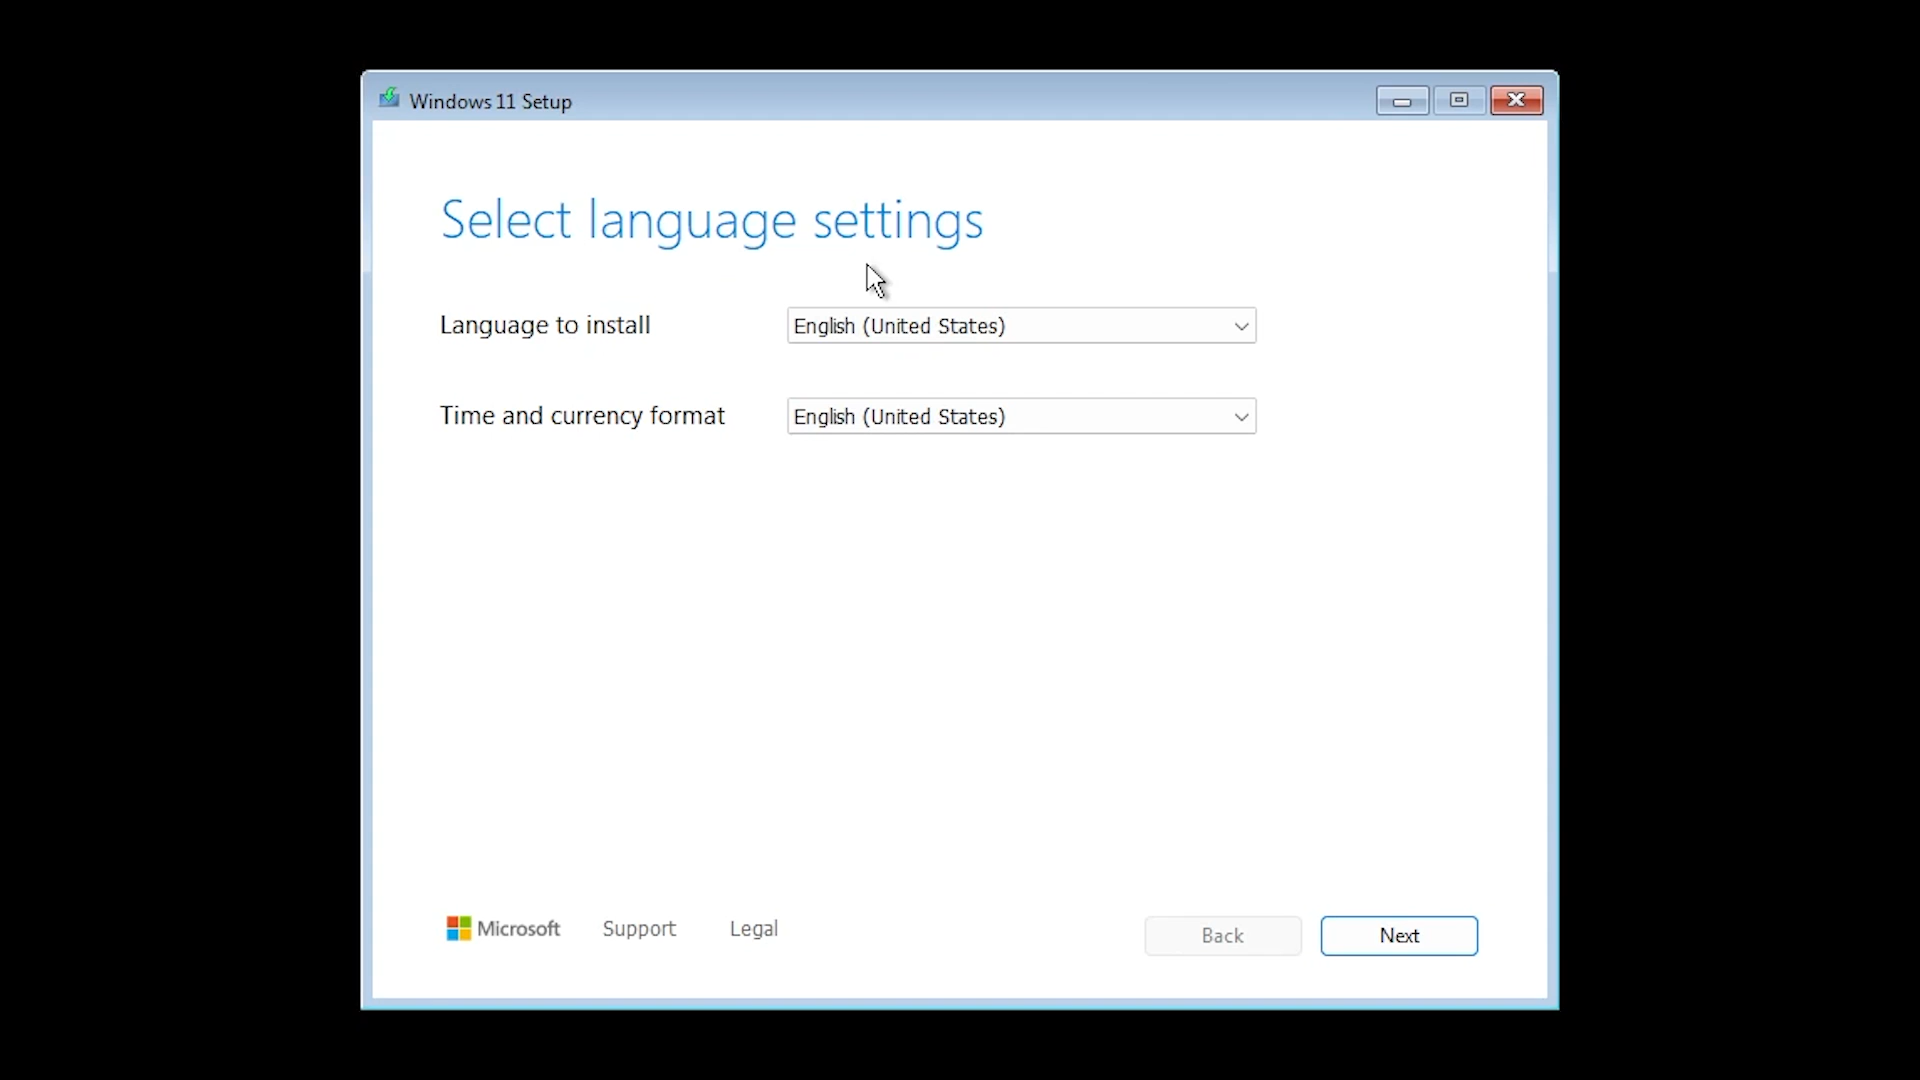 Windows 11 Setup
Select language settings
Language to install
English (United States)
Time and currency format
English (United States)
Microsoft
Support
Legal
Back
Next